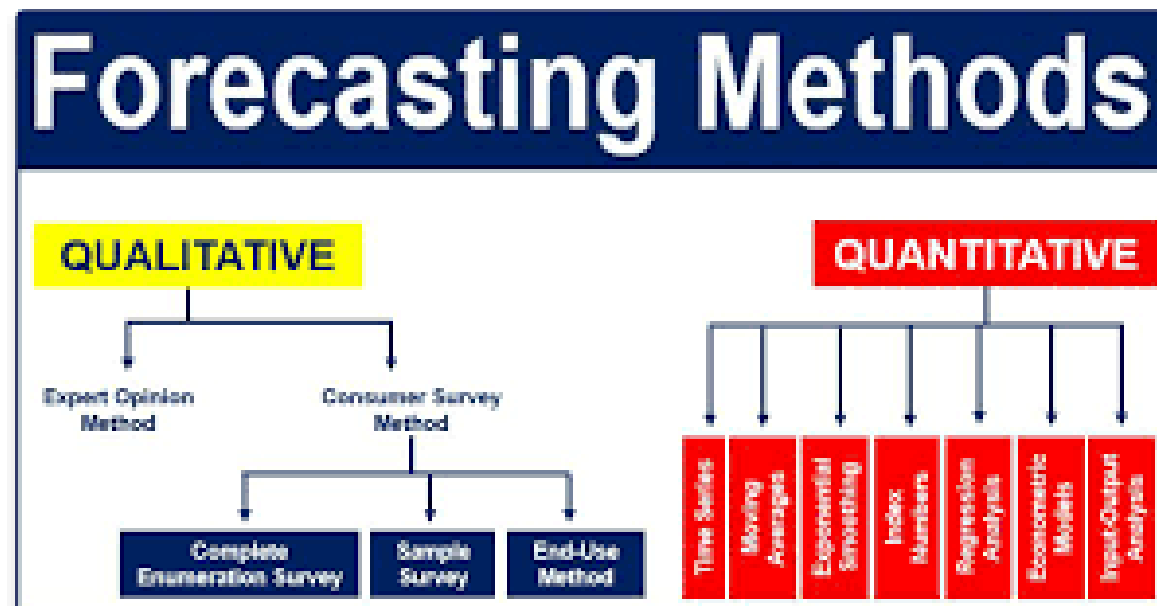 Forecasting Methods
QUALITATIVE
QUANTITATIVE
Expert Opinion
Method
Consumer Survey
Method
Complete
Enumeration Survey
Sample
Survey
End-Use
Method
Time Series
Moving
Averages
Exponential
Smoothing
Index
Numbers
Regression
Analysis
Econometric
Models
Input-Output
Analysis